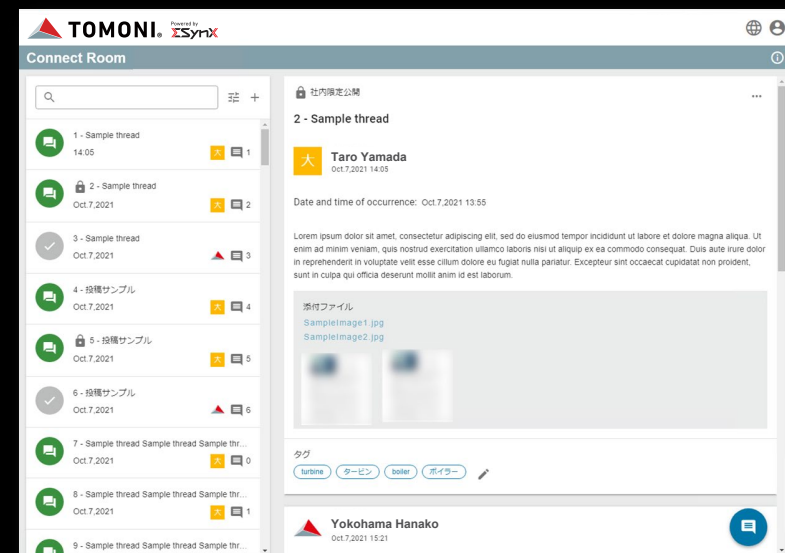 TOMONI® Powered by ΣSynX
Connect Room
1 - Sample thread
14:05
大 1
2 - Sample thread
Oct.7,2021
大 2
3 - Sample thread
Oct.7,2021
3
4 - 投稿サンプル
Oct.7,2021
大 4
5 - 投稿サンプル
Oct.7,2021
大 5
6 - 投稿サンプル
Oct.7,2021
6
7 - Sample thread Sample thread Sample thr...
Oct.7,2021
大 0
8 - Sample thread Sample thread Sample thr...
Oct.7,2021
大 1
9 - Sample thread Sample thread Sample thr...
社内限定公開
2 - Sample thread
大
Taro Yamada
Oct.7,2021 14:05
Date and time of occurrence: Oct.7,2021 13:55
Lorem ipsum dolor sit amet, consectetur adipiscing elit, sed do eiusmod tempor incididunt ut labore et dolore magna aliqua. Ut
enim ad minim veniam, quis nostrud exercitation ullamco laboris nisi ut aliquip ex ea commodo consequat. Duis aute irure dolor
in reprehenderit in voluptate velit esse cillum dolore eu fugiat nulla pariatur. Excepteur sint occaecat cupidatat non proident,
sunt in culpa qui officia deserunt mollit anim id est laborum.
添付ファイル
SampleImage1.jpg
SampleImage2.jpg
タグ
turbine タービン boiler ボイラー
Yokohama Hanako
Oct.7,2021 15:21